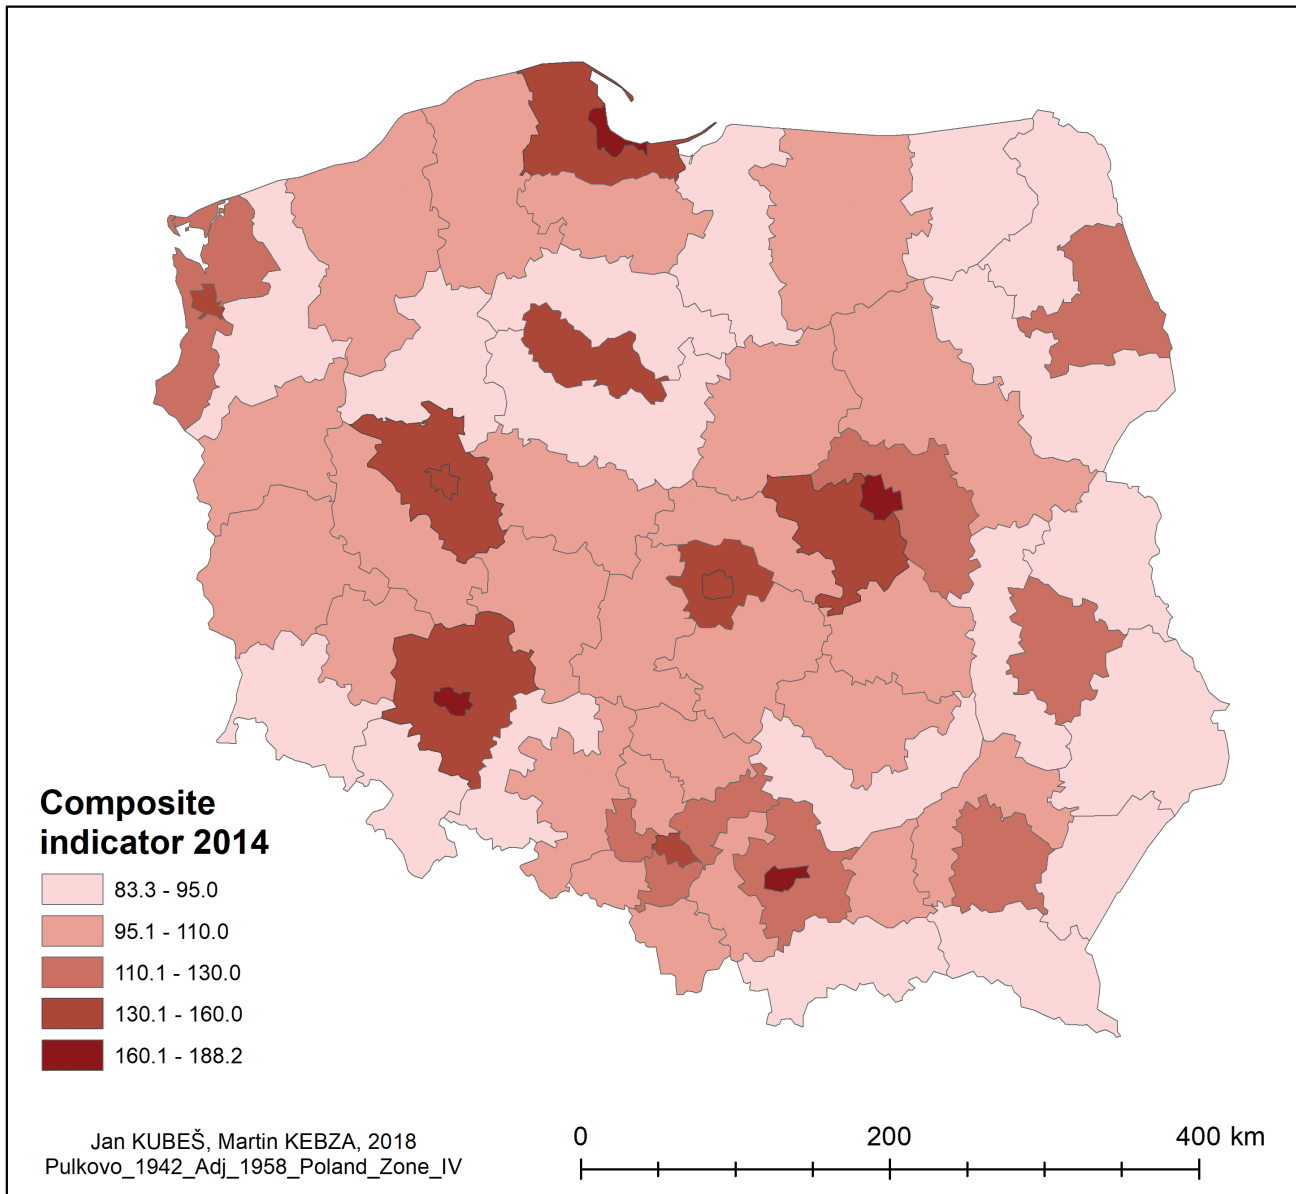 Composite
indicator 2014
83.3 - 95.0
95.1 - 110.0
110.1 - 130.0
130.1 - 160.0
160.1 - 188.2
Jan KUBEŠ, Martin KEBZA, 2018
Pulkovo_1942_Adj_1958_Poland_Zone_IV
0 200 400 km